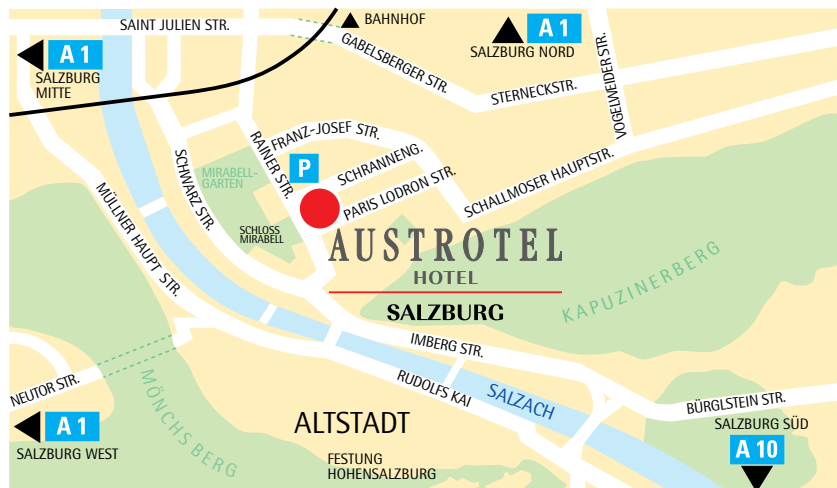 SAINT JULIEN STR.
BAHNHOF
A 1
SALZBURG
MITTE
GABELSBERGER STR.
A 1
SALZBURG NORD
STERNECKSTR.
VOGELWEIDER STR.
FRANZ-JOSEF STR.
RAINER STR.
P
SCHRANNENG.
PARIS LODRON STR.
SCHALLMOSER HAUPTSTR.
MIRABELL-
GARTEN
SCHWARZ STR.
MÜLLNER HAUPT STR.
SCHLOSS
MIRABELL
AUSTROTEL
HOTEL
SALZBURG
KAPUZINERBERG
IMBERG STR.
RUDOLFS KAI
SALZACH
NEUTOR STR.
MÖNCHSBERG
A 1
SALZBURG WEST
ALTSTADT
FESTUNG
HOHENSALZBURG
BÜRGLSTEIN STR.
SALZBURG SÜD
A 10